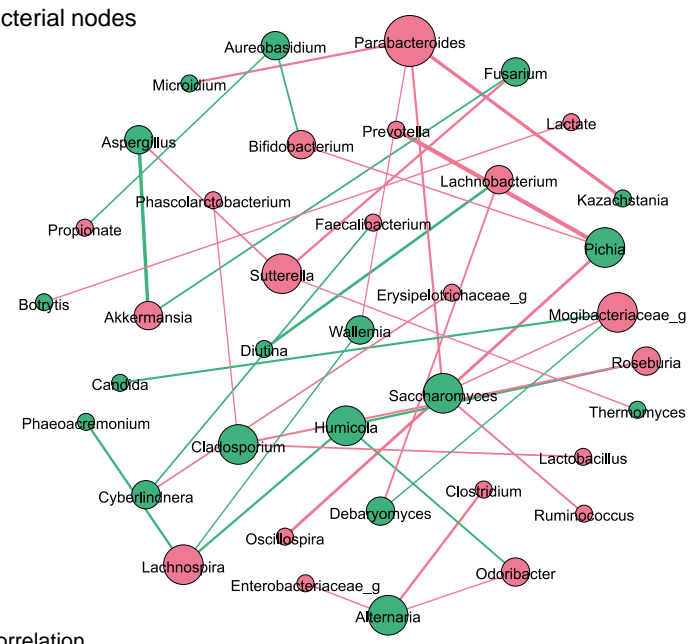 cterial nodes
Parabacteroides
Aureobasidium
Fusarium
Microidium
Lactate
Prevotella
Aspergillus
Bifidobacterium
Lachnobacterium
Kazachstania
Phascolarctobacterium
Faecalibacterium
Propionate
Pichia
Sutterella
Erysipelotrichaceae_g
Botrytis
Akkermansia
Mogibacteriaceae_g
Wallemia
Diutina
Roseburia
Candida
Saccharomyces
Thermomyces
Phaeoacremonium
Humicola
Cladosporium
Lactobacillus
Clostridium
Cyberlindnera
Debaryomyces
Ruminococcus
Oscillospira
Lachnospira
Odoribacter
Enterobacteriaceae_g
Alternaria
orrelation